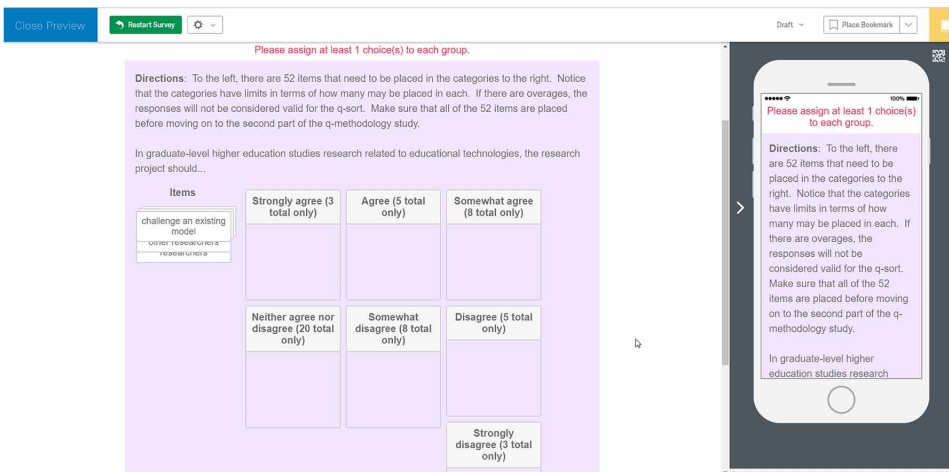 Close Preview
Restart Survey
Draft
Place Bookmark
Please assign at least 1 choice(s) to each group.
Directions: To the left, there are 52 items that need to be placed in the categories to the right. Notice
that the categories have limits in terms of how many may be placed in each. If there are overages, the
responses will not be considered valid for the q-sort. Make sure that all of the 52 items are placed
before moving on to the second part of the q-methodology study.
In graduate-level higher education studies research related to educational technologies, the research
project should...
Items
challenge an existing
model
other researchers
researchers
Strongly agree (3
total only)
Agree (5 total
only)
Somewhat agree
(8 total only)
Neither agree nor
disagree (20 total
only)
Somewhat
disagree (8 total
only)
Disagree (5 total
only)
Strongly
disagree (3 total
only)
100%
Please assign at least 1 choice(s)
to each group.
Directions: To the left, there
are 52 items that need to be
placed in the categories to the
right. Notice that the categories
have limits in terms of how
many may be placed in each. If
there are overages, the
responses will not be
considered valid for the q-sort.
Make sure that all of the 52
items are placed before moving
on to the second part of the q-
methodology study.
In graduate-level higher
education studies research